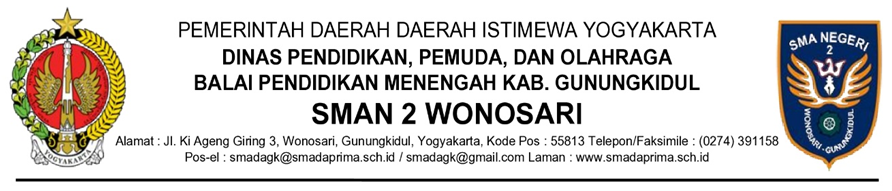 PEMERINTAH DAERAH DAERAH ISTIMEWA YOGYAKARTA
DINAS PENDIDIKAN, PEMUDA, DAN OLAHRAGA
BALAI PENDIDIKAN MENENGAH KAB. GUNUNGKIDUL
SMAN 2 WONOSARI
Alamat : Jl. Ki Ageng Giring 3, Wonosari, Gunungkidul, Yogyakarta, Kode Pos : 55813 Telepon/Faksimile : (0274) 391158
Pos-el : smadagk@smadaprima.sch.id / smadagk@gmail.com Laman : www.smadaprima.sch.id
YOGYAKARTA
SMA NEGERI
2
WONOSARI - GUNUNGKIDUL